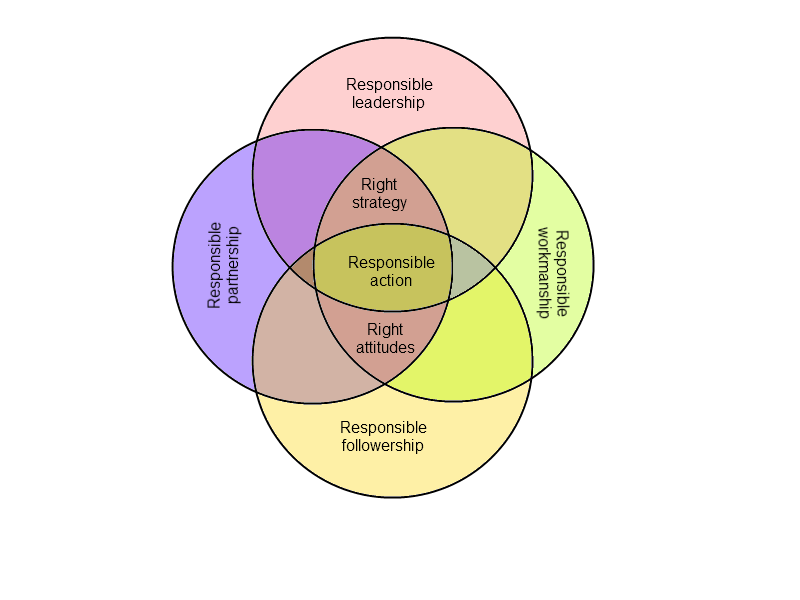 Responsible
leadership
Right
strategy
Responsible
partnership
Responsible
action
Responsible
workmanship
Right
attitudes
Responsible
followership